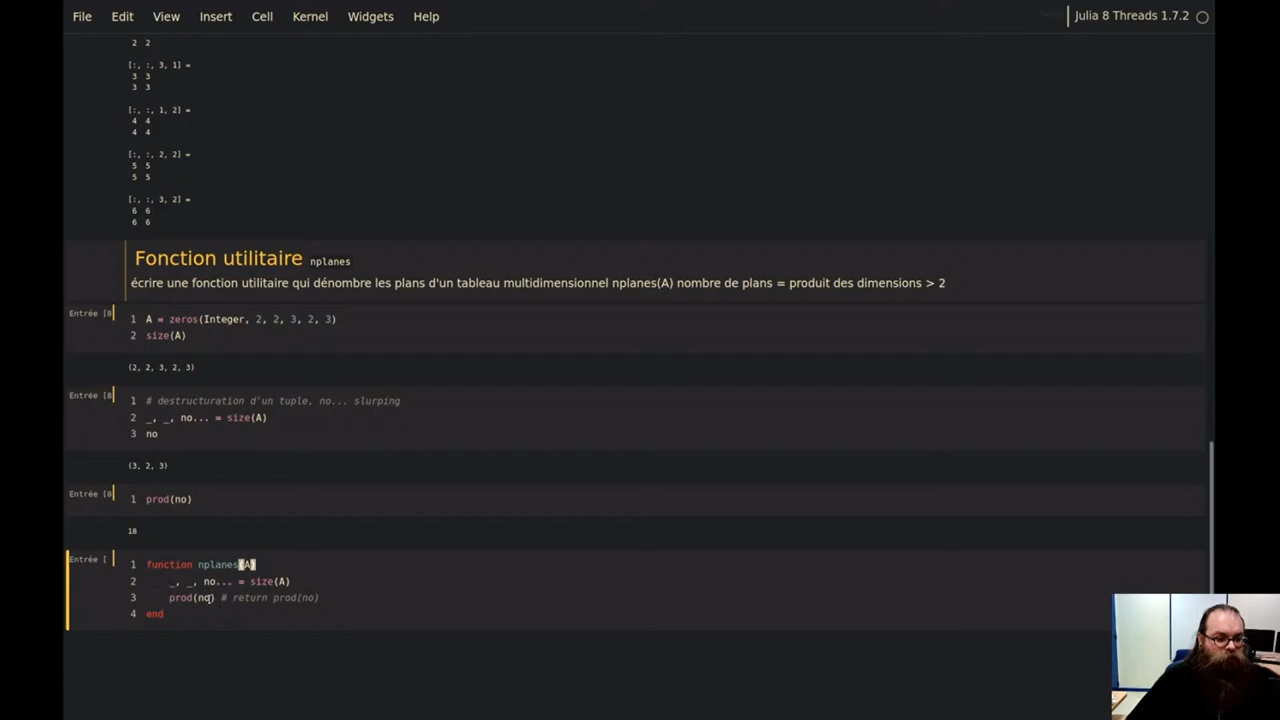 File Edit View Insert Cell Kernel Widgets Help
Julia 8 Threads 1.7.2
2 2
[:, :, 3, 1] =
3 3
3 3
[:, :, 1, 2] =
4 4
4 4
[:, :, 2, 2] =
5 5
5 5
[:, :, 3, 2] =
6 6
6 6
Fonction utilitaire nplanes
écrire une fonction utilitaire qui dénombre les plans d'un tableau multidimensionnel nplanes(A) nombre de plans = produit des dimensions > 2
Entrée [8
1 A = zeros(Integer, 2, 2, 3, 2, 3)
2 size(A)
(2, 2, 3, 2, 3)
Entrée [8
1 # destructuration d'un tuple, no... slurping
2 _, _, no... = size(A)
3 no
(3, 2, 3)
Entrée [8
1 prod(no)
18
Entrée [
1 function nplanes(A)
2 _, _, no... = size(A)
3 prod(no) # return prod(no)
4 end